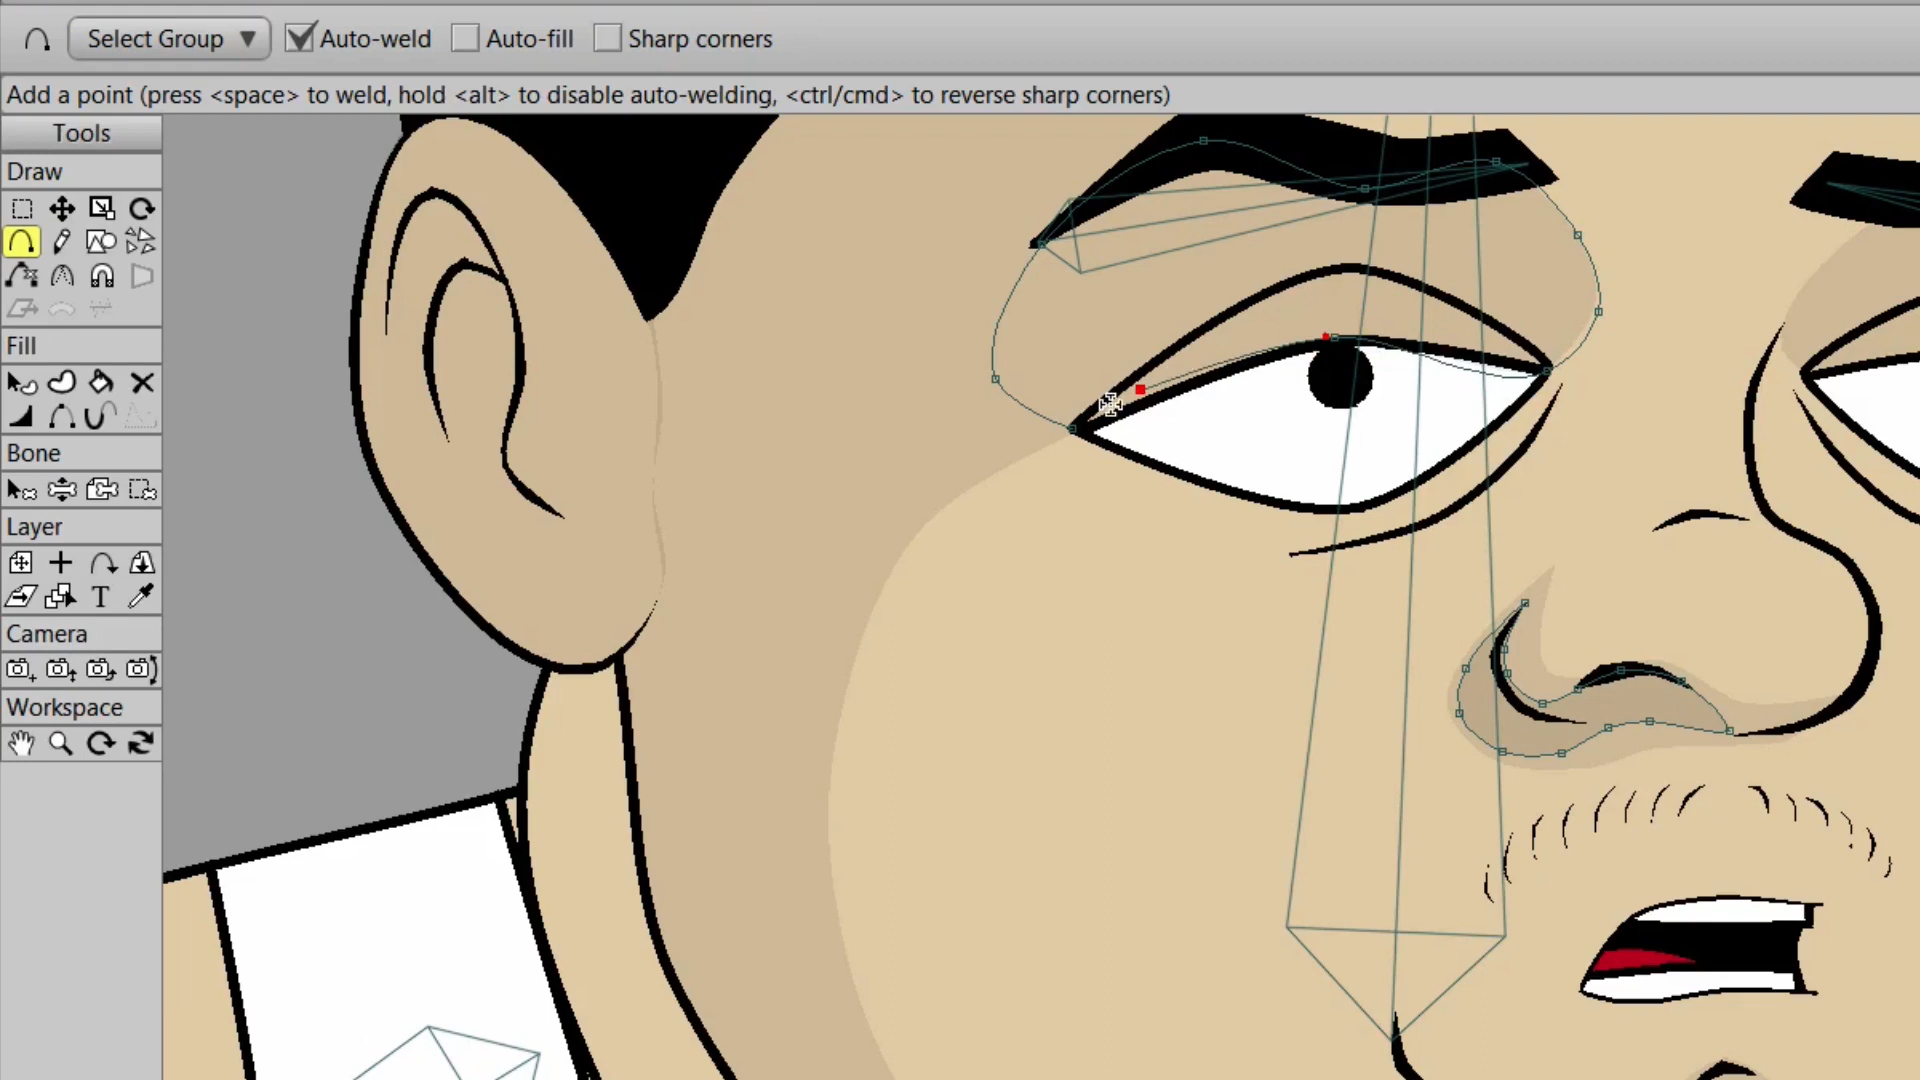 Select Group Auto-weld Auto-fill Sharp corners
Add a point (press <space> to weld, hold <alt> to disable auto-welding, <ctrl/cmd> to reverse sharp corners)
Tools
Draw
Fill
Bone
Layer
T
Camera
Workspace